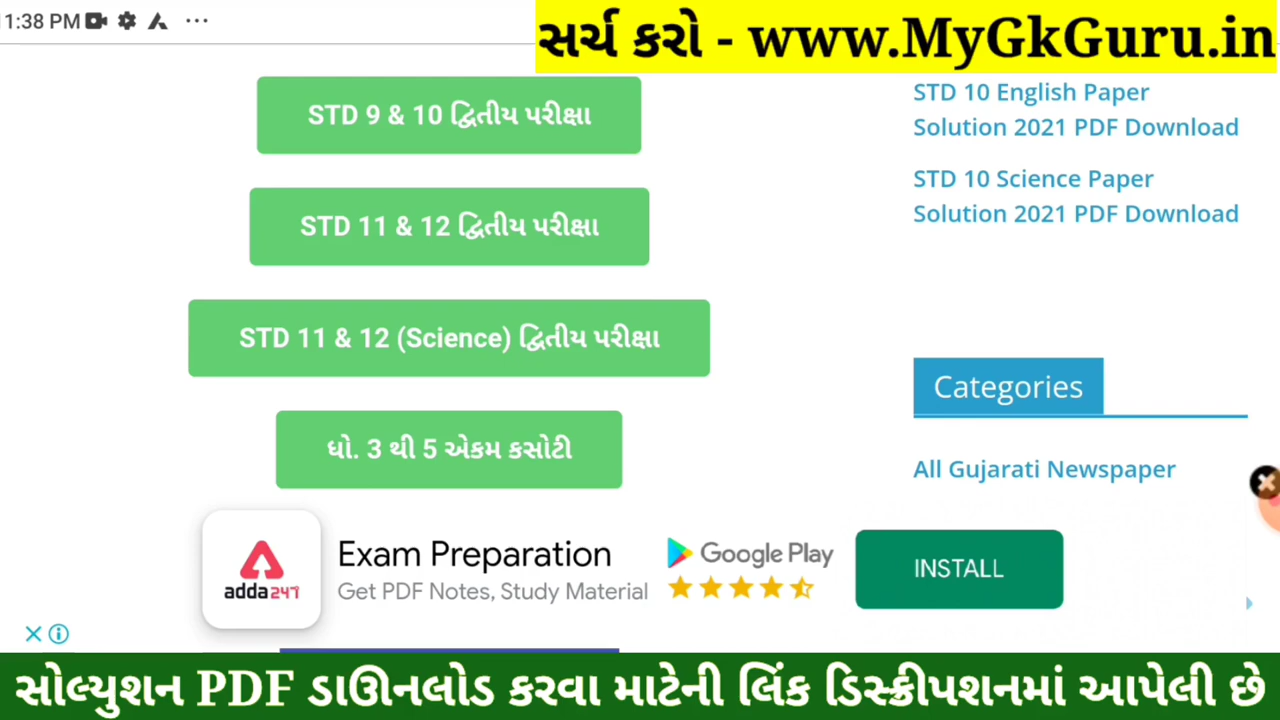 1:38 PM
સર્ચ કરો - www.MyGkGuru.in
STD 9 & 10 દ્વિતીય પરીક્ષા
STD 11 & 12 દ્વિતીય પરીક્ષા
STD 11 & 12 (Science) દ્વિતીય પરીક્ષા
ધો. 3 થી 5 એકમ કસોટી
STD 10 English Paper
Solution 2021 PDF Download
STD 10 Science Paper
Solution 2021 PDF Download
Categories
All Gujarati Newspaper
adda247
Exam Preparation
Get PDF Notes, Study Material
Google Play
INSTALL
સોલ્યુશન PDF ડાઊનલોડ કરવા માટેની લિંક ડિસ્ક્રીપશનમાં આપેલી છે